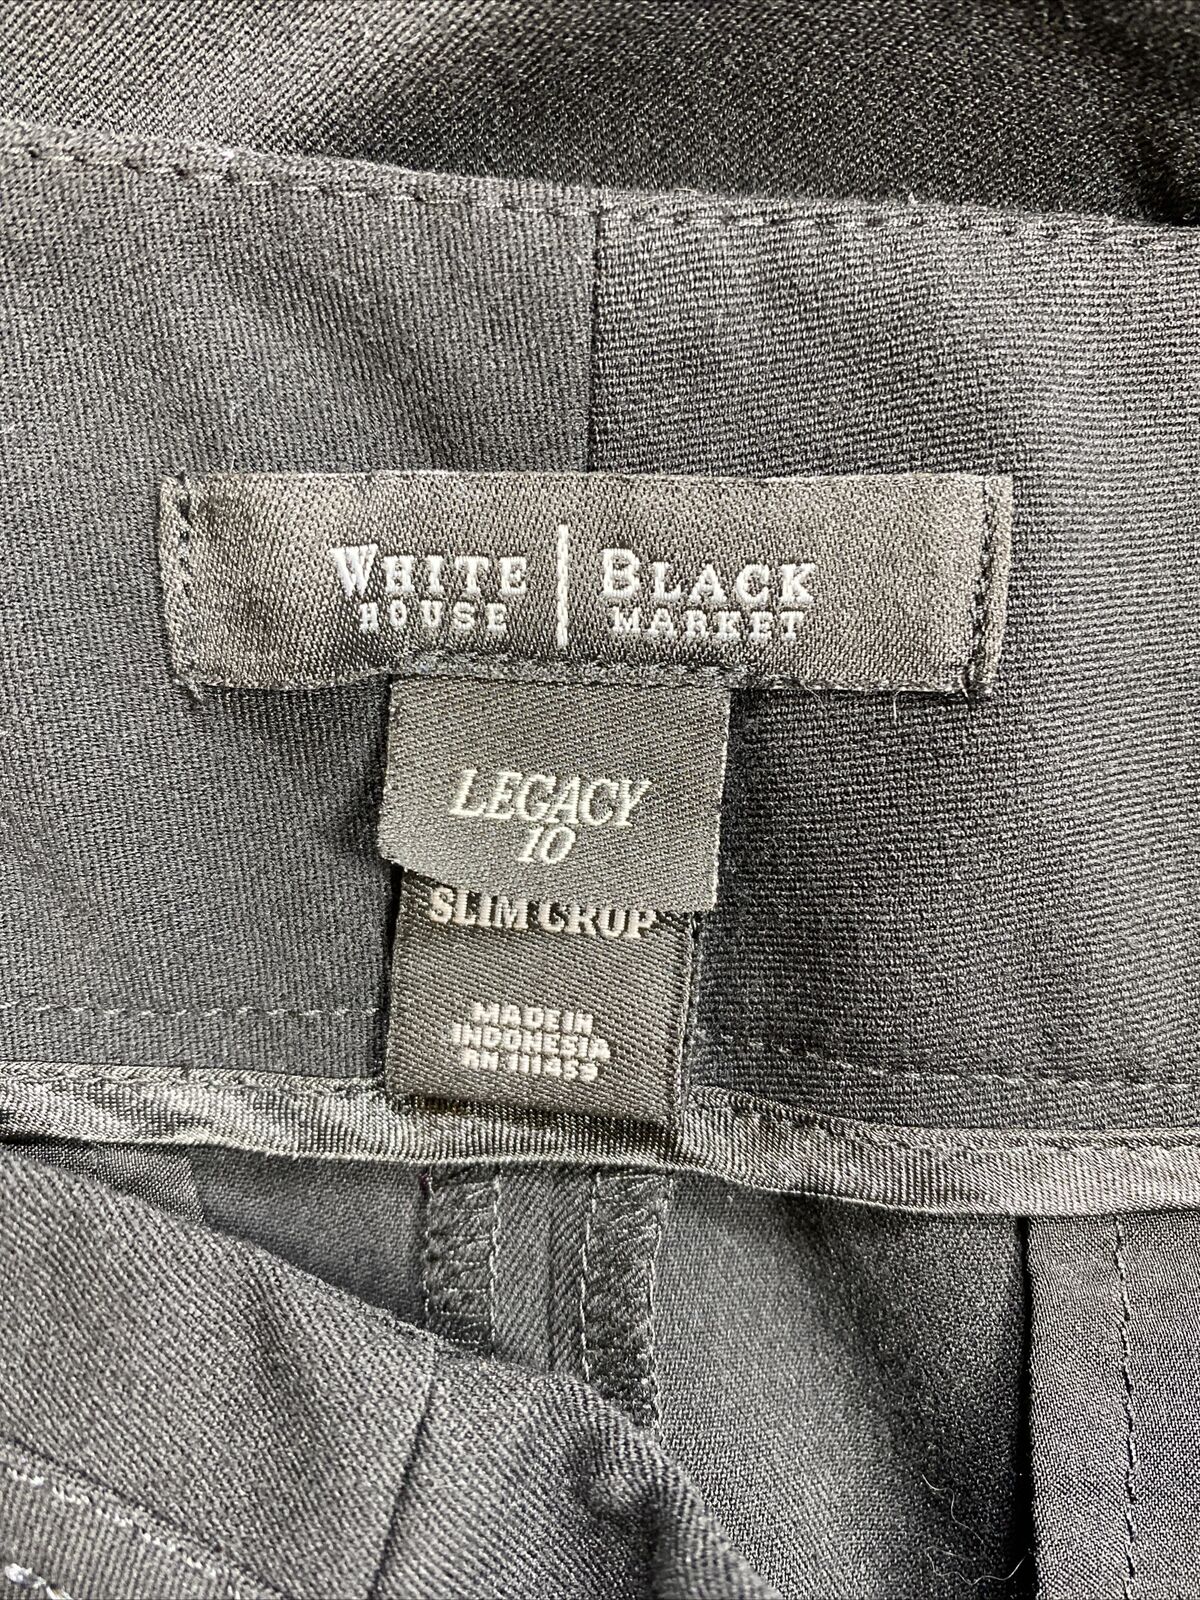 WHITE HOUSE
BLACK MARKET
LEGACY
10
SLIM CROP
MADE IN
INDONESIA
RN 111459